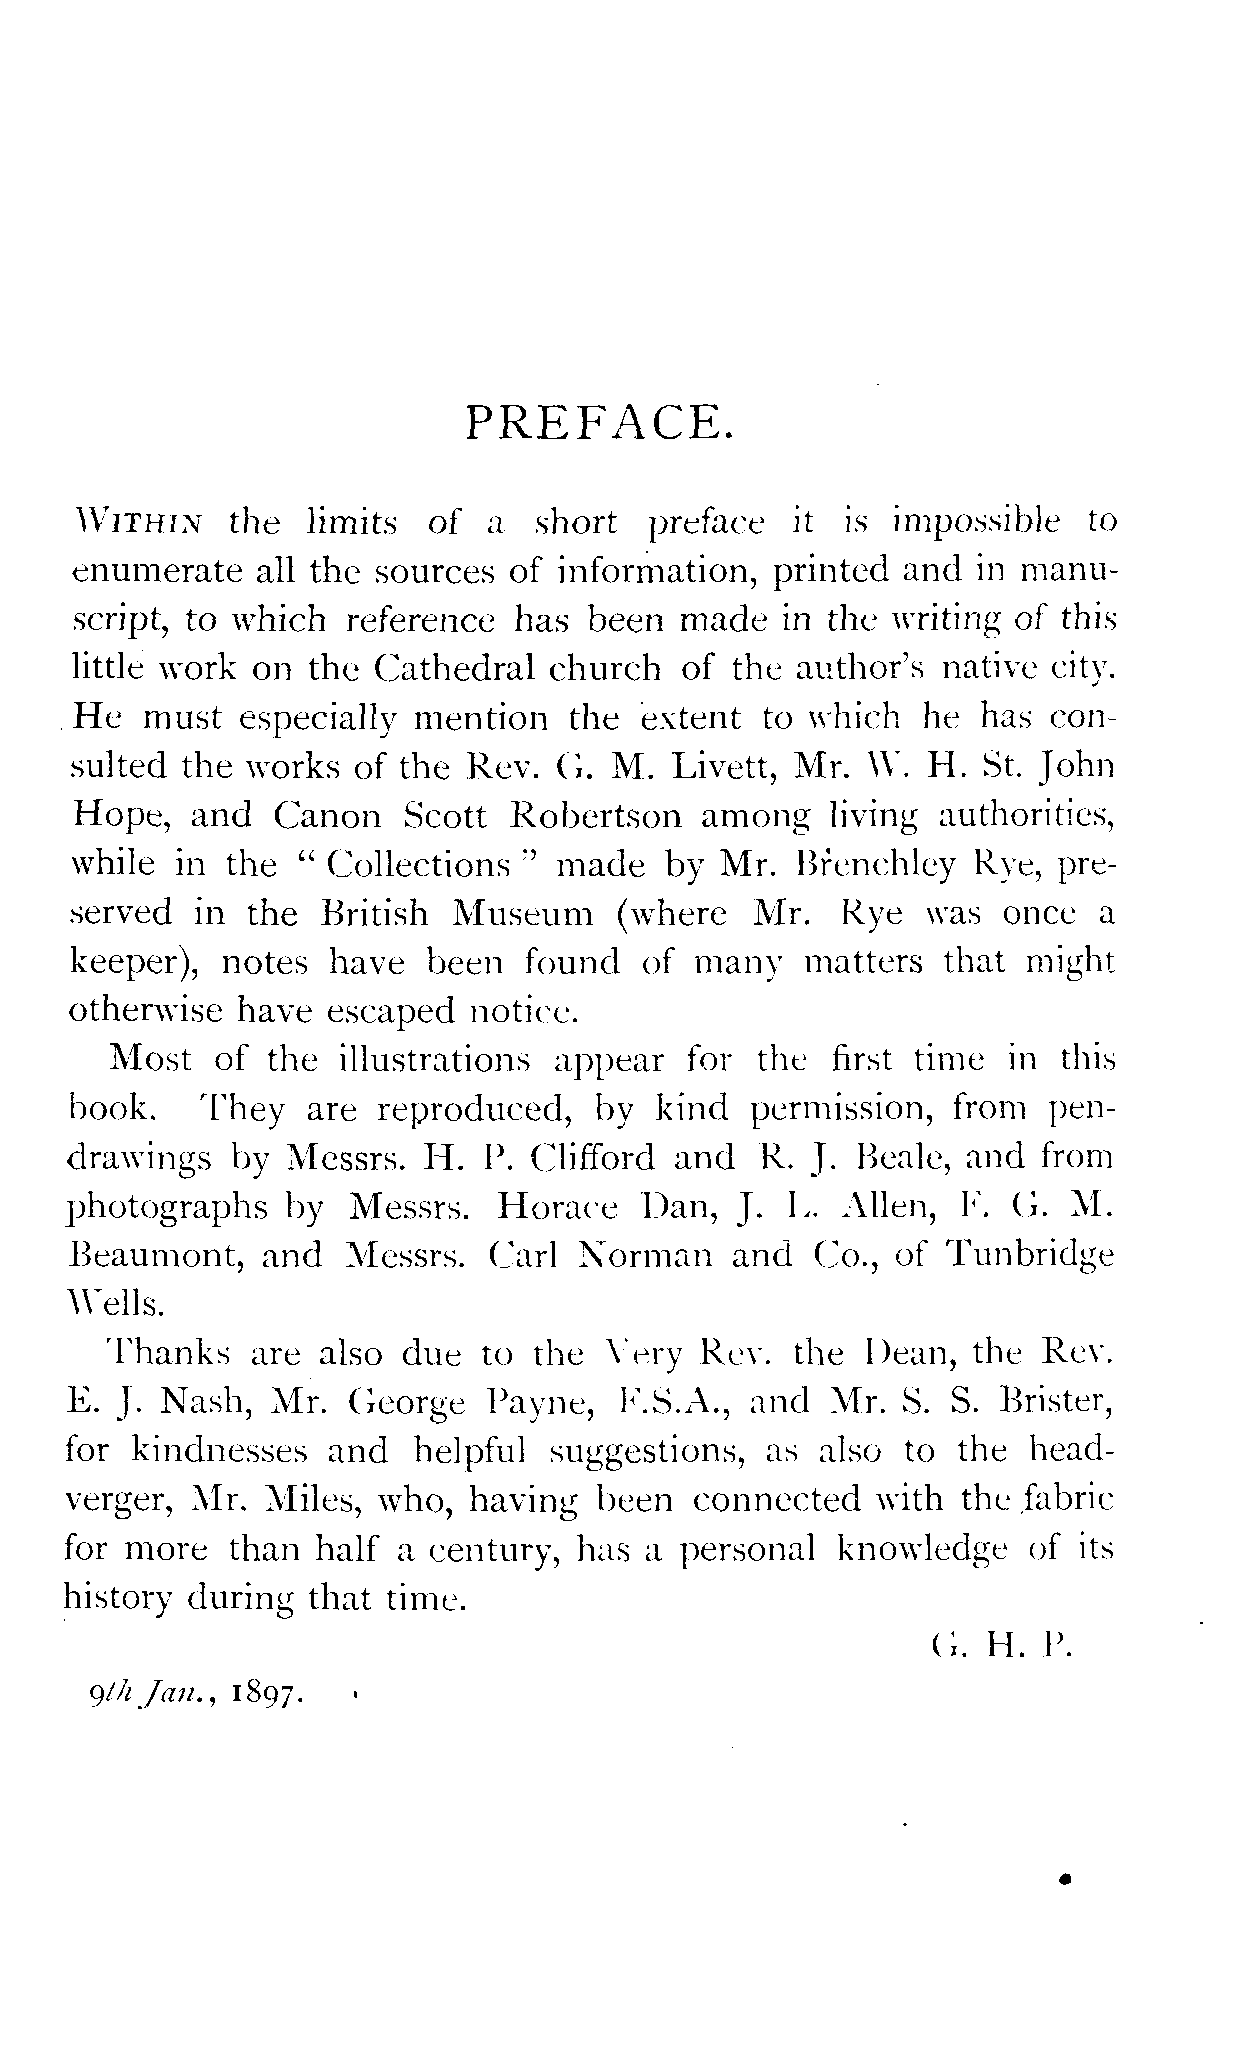 PREFACE.
WITHIN the limits of a short preface it is impossible to
enumerate all the sources of information, printed and in manu-
script, to which reference has been made in the writing of this
little work on the Cathedral church of the author's native city.
He must especially mention the extent to which he has con-
sulted the works of the Rev. G. M. Livett, Mr. W. H. St. John
Hope, and Canon Scott Robertson among living authorities,
while in the “ Collections ” made by Mr. Brenchley Rye, pre-
served in the British Museum (where Mr. Rye was once a
keeper), notes have been found of many matters that might
otherwise have escaped notice.
Most of the illustrations appear for the first time in this
book. They are reproduced, by kind permission, from pen-
drawings by Messrs. H. P. Clifford and R. J. Beale, and from
photographs by Messrs. Horace Dan, J. L. Allen, F. G. M.
Beaumont, and Messrs. Carl Norman and Co., of Tunbridge
Wells.
Thanks are also due to the Very Rev. the Dean, the Rev.
E. J. Nash, Mr. George Payne, F.S.A., and Mr. S. S. Brister,
for kindnesses and helpful suggestions, as also to the head-
verger, Mr. Miles, who, having been connected with the fabric
for more than half a century, has a personal knowledge of its
history during that time.
G. H. P.
9th Jan., 1897.